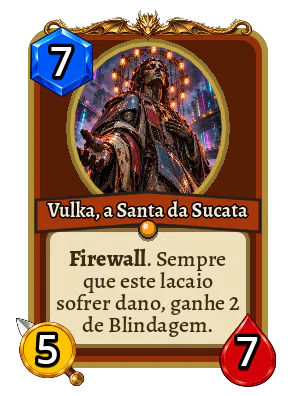 7
Vulka, a Santa da Sucata
Firewall. Sempre
que este lacaio
sofrer dano, ganhe 2
de Blindagem.
5
7